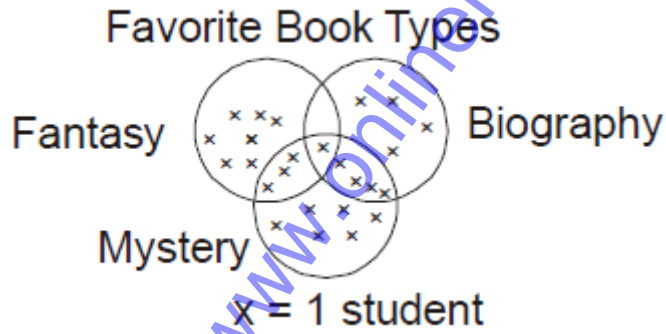 Favorite Book Types
Fantasy
Biography
Mystery
x = 1 student